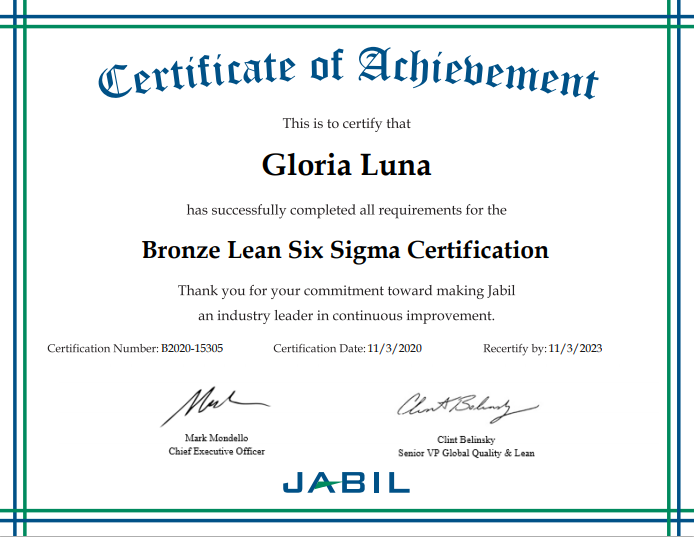 Certificate of Achievement
This is to certify that
Gloria Luna
has successfully completed all requirements for the
Bronze Lean Six Sigma Certification
Thank you for your commitment toward making Jabil
an industry leader in continuous improvement.
Certification Number: B2020-15305 Certification Date: 11/3/2020 Recertify by: 11/3/2023
Clint A Belinsky
Mark Mondello Clint Belinsky
Chief Executive Officer Senior VP Global Quality & Lean
JABIL